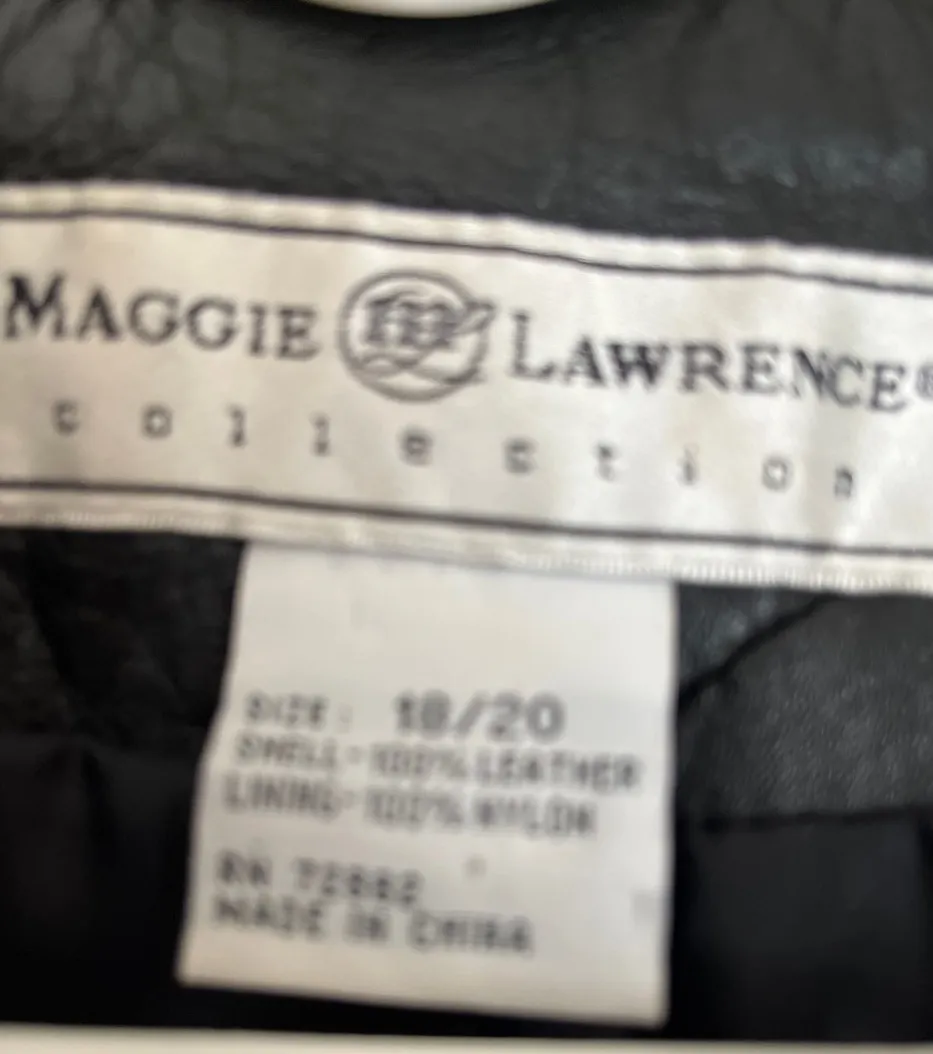 MAGGIE m LAWRENCE®
collection
SIZE: 18/20
SHELL-100% LEATHER
LINING-100% NYLON
RN
MADE IN CHINA